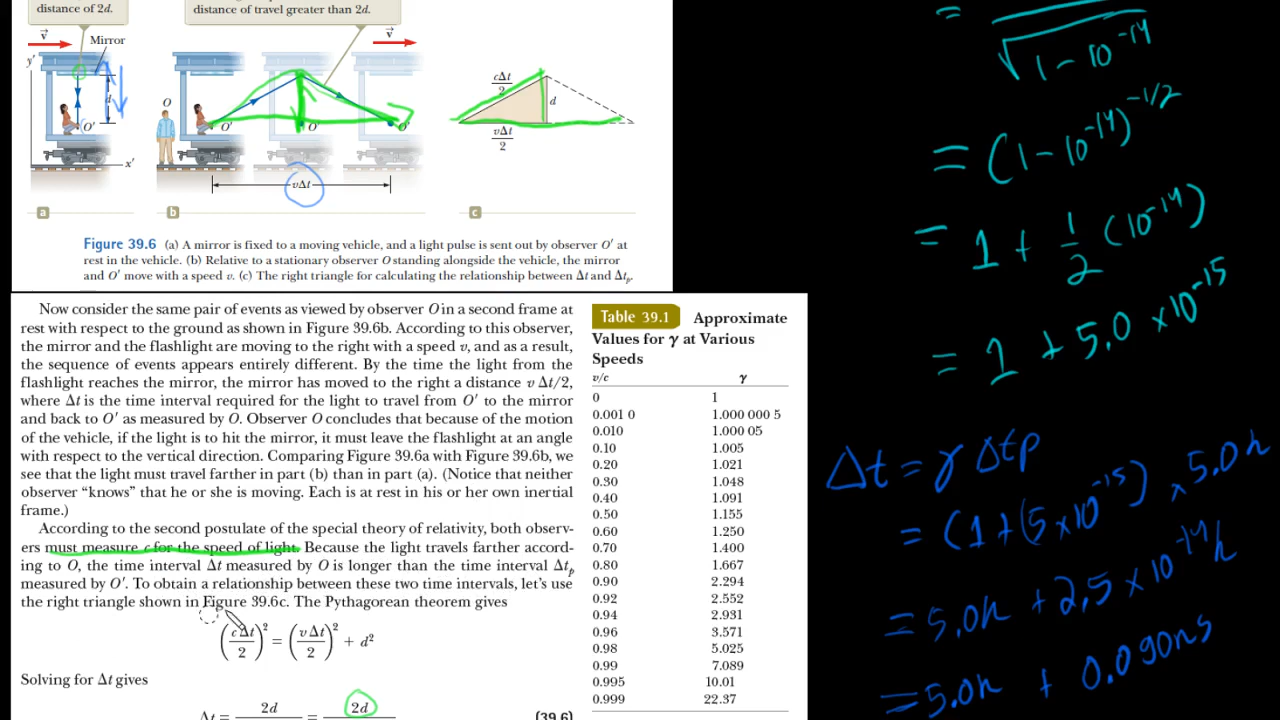 distance of 2d.
distance of travel greater than 2d.
v
Mirror
y′
d
O′
x′
a
O
O′
O
O′
v
vΔt
b
cΔt
2
d
vΔt
2
c
Figure 39.6 (a) A mirror is fixed to a moving vehicle, and a light pulse is sent out by observer O′ at
rest in the vehicle. (b) Relative to a stationary observer O standing alongside the vehicle, the mirror
and O′ move with a speed v. (c) The right triangle for calculating the relationship between Δt and Δtp.
Now consider the same pair of events as viewed by observer O in a second frame at
rest with respect to the ground as shown in Figure 39.6b. According to this observer,
the mirror and the flashlight are moving to the right with a speed v, and as a result,
the sequence of events appears entirely different. By the time the light from the
flashlight reaches the mirror, the mirror has moved to the right a distance v Δt/2,
where Δt is the time interval required for the light to travel from O′ to the mirror
and back to O′ as measured by O. Observer O concludes that because of the motion
of the vehicle, if the light is to hit the mirror, it must leave the flashlight at an angle
with respect to the vertical direction. Comparing Figure 39.6a with Figure 39.6b, we
see that the light must travel farther in part (b) than in part (a). (Notice that neither
observer “knows” that he or she is moving. Each is at rest in his or her own inertial
frame.)
According to the second postulate of the special theory of relativity, both observ-
ers must measure c for the speed of light. Because the light travels farther accord-
ing to O, the time interval Δt measured by O is longer than the time interval Δtp
measured by O′. To obtain a relationship between these two time intervals, let’s use
the right triangle shown in Figure 39.6c. The Pythagorean theorem gives
(cΔt/2)² = (vΔt/2)² + d²
Solving for Δt gives
Δt = 2d = 2d (39.6)
Table 39.1 Approximate
Values for γ at Various
Speeds
v/c γ
0 1
0.001 0 1.000 000 5
0.010 1.000 05
0.10 1.005
0.20 1.021
0.30 1.048
0.40 1.091
0.50 1.155
0.60 1.250
0.70 1.400
0.80 1.667
0.90 2.294
0.92 2.552
0.94 2.931
0.96 3.571
0.98 5.025
0.99 7.089
0.995 10.01
0.999 22.37
= √1 - 10⁻¹⁴
= (1 - 10⁻¹⁴)⁻¹/²
= 1 + 1/2 (10⁻¹⁴)
= 1 + 5.0 × 10⁻¹⁵
Δt = γ Δtp
= (1 + (5×10⁻¹⁵) × 5.0h
= 5.0h + 2.5 × 10⁻¹⁴h
= 5.0h + 0.090ns